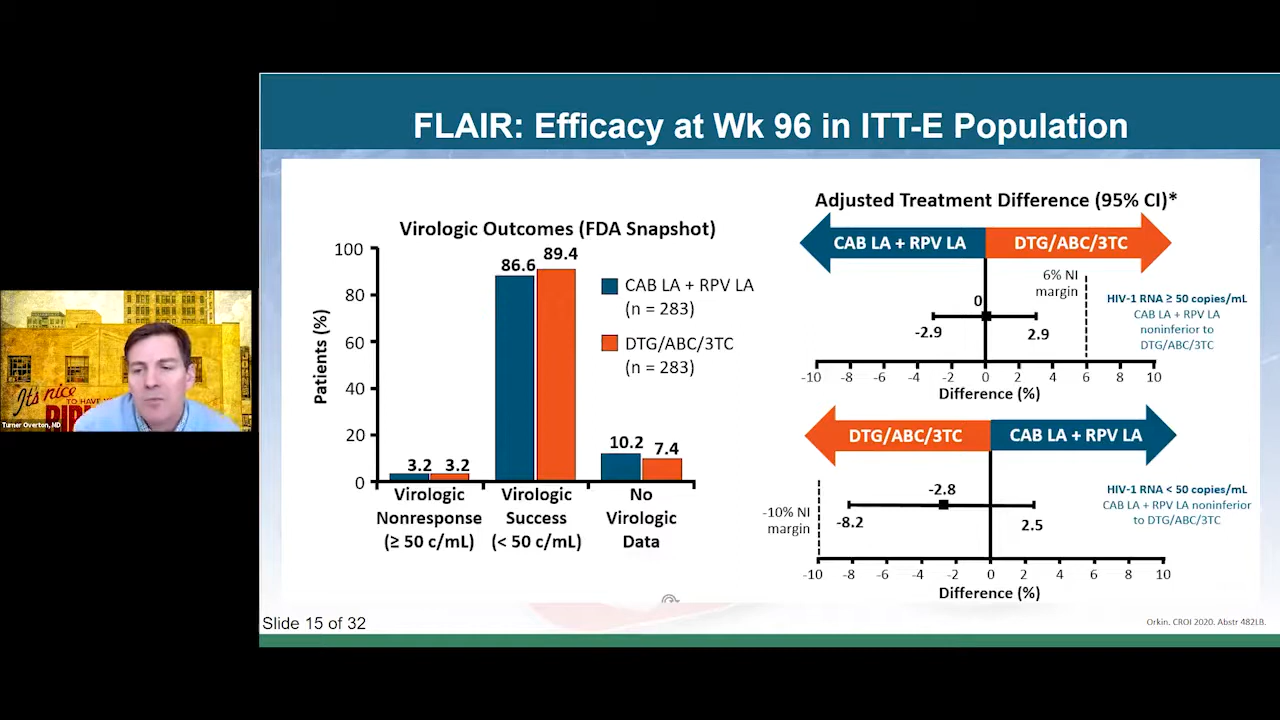 FLAIR: Efficacy at Wk 96 in ITT-E Population
Virologic Outcomes (FDA Snapshot)
Patients (%)
100
80
60
40
20
0
86.6
89.4
3.2
3.2
10.2
7.4
Virologic
Nonresponse
(≥ 50 c/mL)
Virologic
Success
(< 50 c/mL)
No
Virologic
Data
CAB LA + RPV LA
(n = 283)
DTG/ABC/3TC
(n = 283)
Adjusted Treatment Difference (95% CI)*
CAB LA + RPV LA
DTG/ABC/3TC
6% NI
margin
0
-2.9
2.9
HIV-1 RNA ≥ 50 copies/mL
CAB LA + RPV LA
noninferior to
DTG/ABC/3TC
-10 -8 -6 -4 -2 0 2 4 6 8 10
Difference (%)
DTG/ABC/3TC
CAB LA + RPV LA
-10% NI
margin
-2.8
-8.2
2.5
HIV-1 RNA < 50 copies/mL
CAB LA + RPV LA noninferior
to DTG/ABC/3TC
-10 -8 -6 -4 -2 0 2 4 6 8 10
Difference (%)
It's nice
TO HAVE
Turner Overton, MD
Slide 15 of 32
Orkin. CROI 2020. Abstr 482LB.